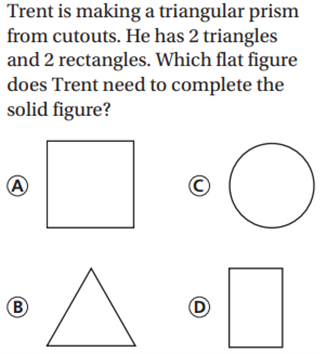 Trent is making a triangular prism
from cutouts. He has 2 triangles
and 2 rectangles. Which flat figure
does Trent need to complete the
solid figure?
A
C
B
D